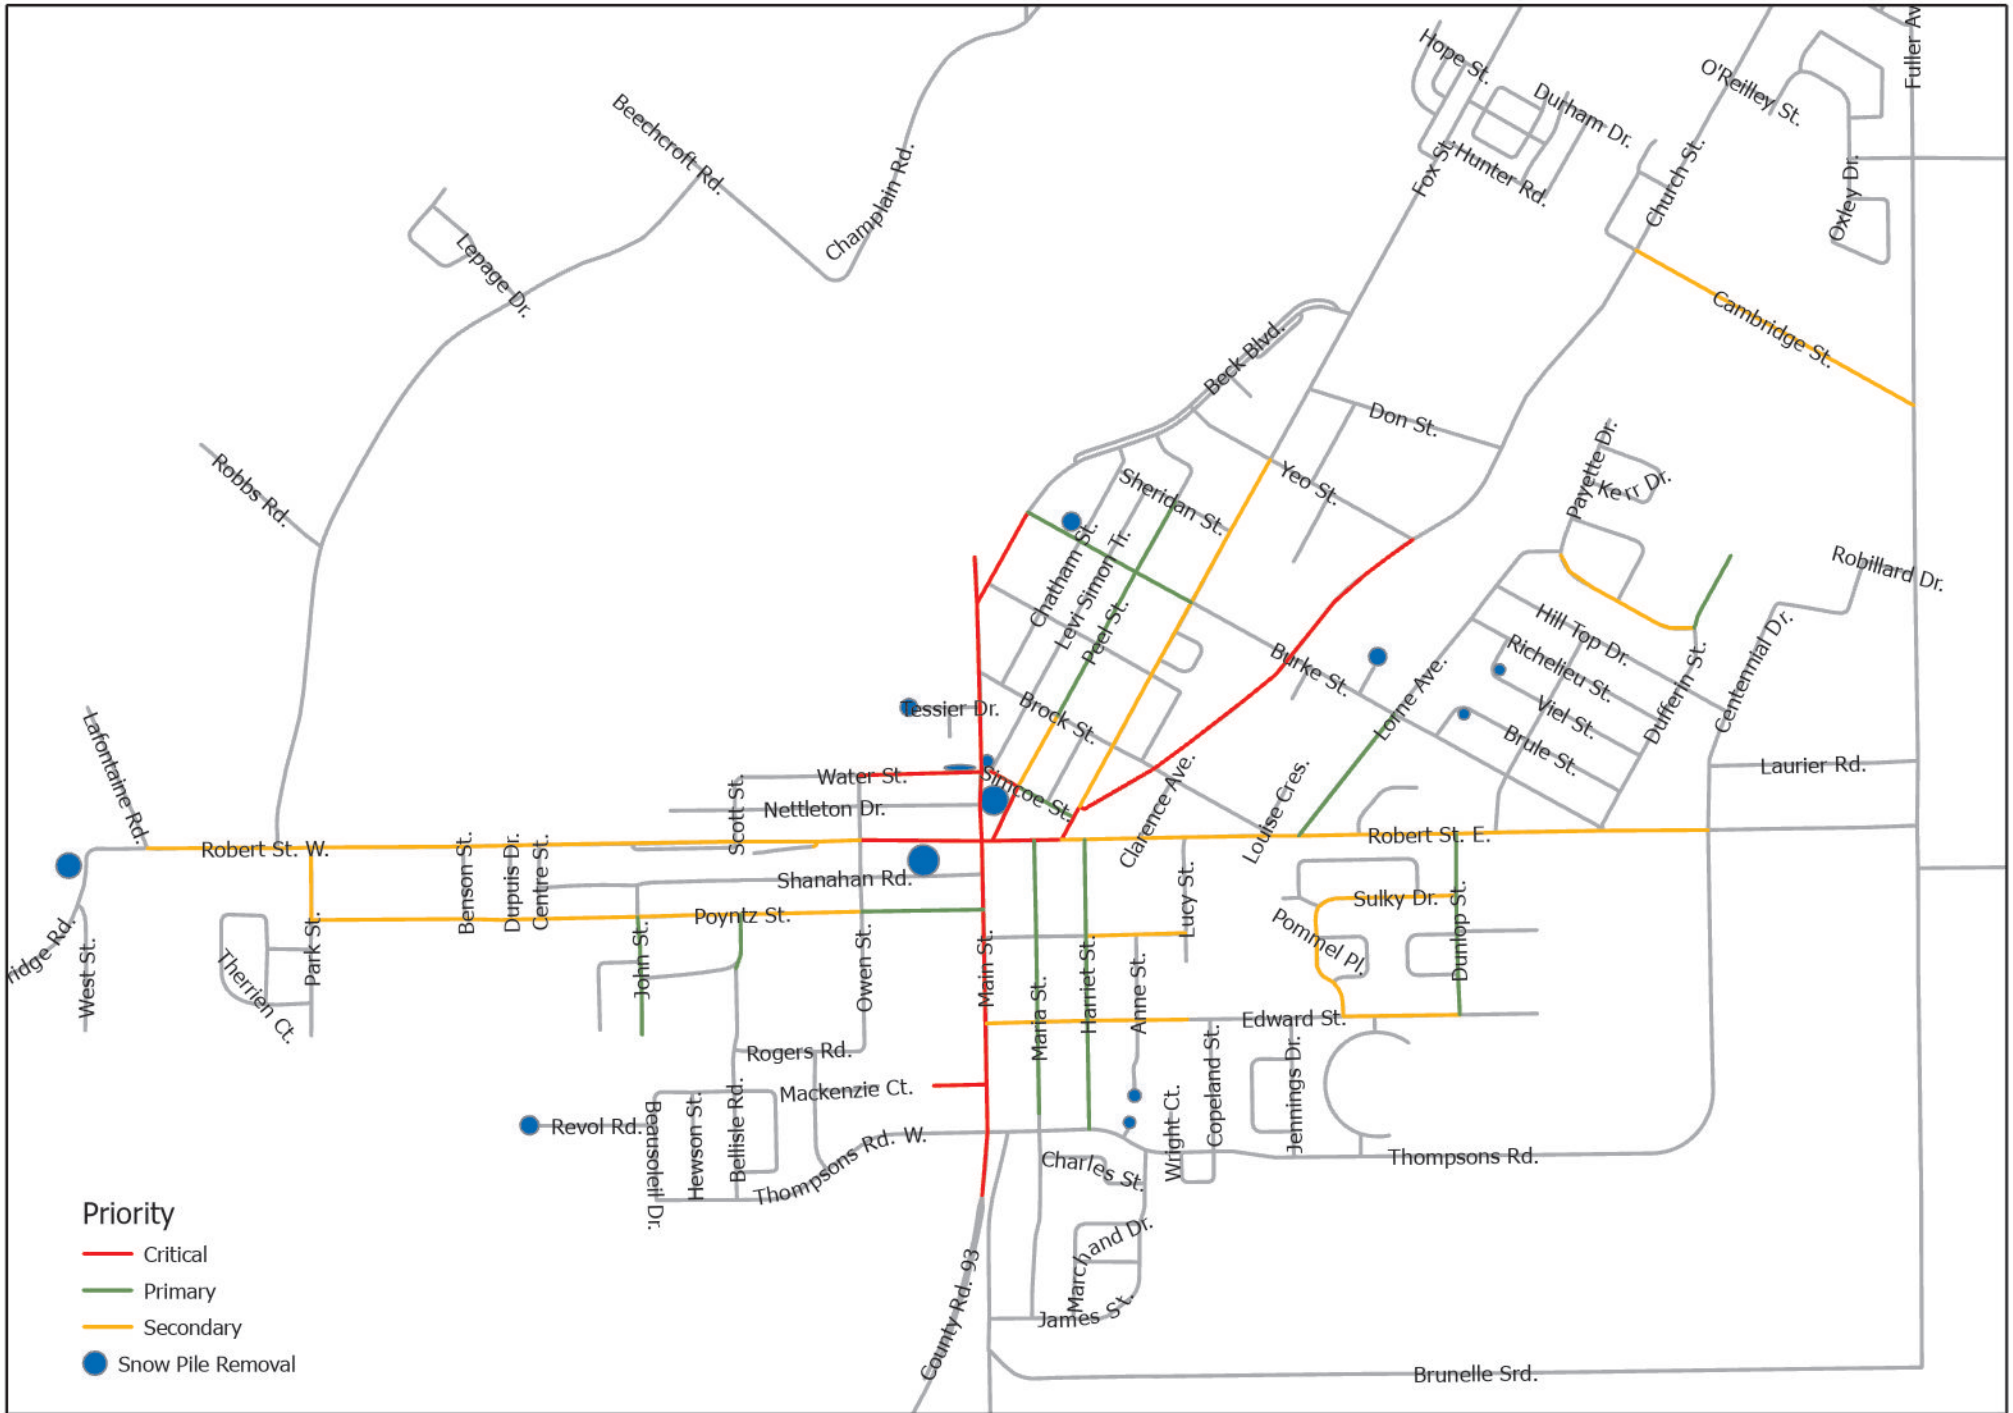 Fuller Av
Hope St.
O'Reilley St.
Durham Dr.
Beechcroft Rd.
Champlain Rd.
Fox St.
Hunter Rd.
Church St.
Oxley Dr.
Lepage Dr.
Cambridge St.
Beck Blvd.
Don St.
Payette Dr.
Kerr Dr.
Robbs Rd.
Sheridan St.
Yeo St.
Chatham St.
Levi Simon Tr.
Peel St.
Robillard Dr.
Hill Top Dr.
Richelieu St.
Burke St.
Lorne Ave.
Dufferin St.
Centennial Dr.
Tessier Dr.
Brock St.
Viel St.
Brule St.
Lafontaine Rd.
Water St.
Simcoe St.
Scott St.
Nettleton Dr.
Clarence Ave.
Louise Cres.
Laurier Rd.
Robert St. W.
Robert St. E.
Benson St.
Dupuis Dr.
Centre St.
Shanahan Rd.
Lucy St.
Sulky Dr.
Poyntz St.
Pommel Pl.
Dunlop St.
ridge Rd.
West St.
Therrien Ct.
Park St.
John St.
Owen St.
Main St.
Maria St.
Harriet St.
Anne St.
Edward St.
Rogers Rd.
Mackenzie Ct.
Copeland St.
Jennings Dr.
Wright Ct.
Revol Rd.
Beausoleil Dr.
Hewson St.
Bellisle Rd.
Thompsons Rd. W.
Thompsons Rd.
Charles St.
Marchand Dr.
James St.
County Rd. 93
Brunelle Srd.
Priority
Critical
Primary
Secondary
Snow Pile Removal